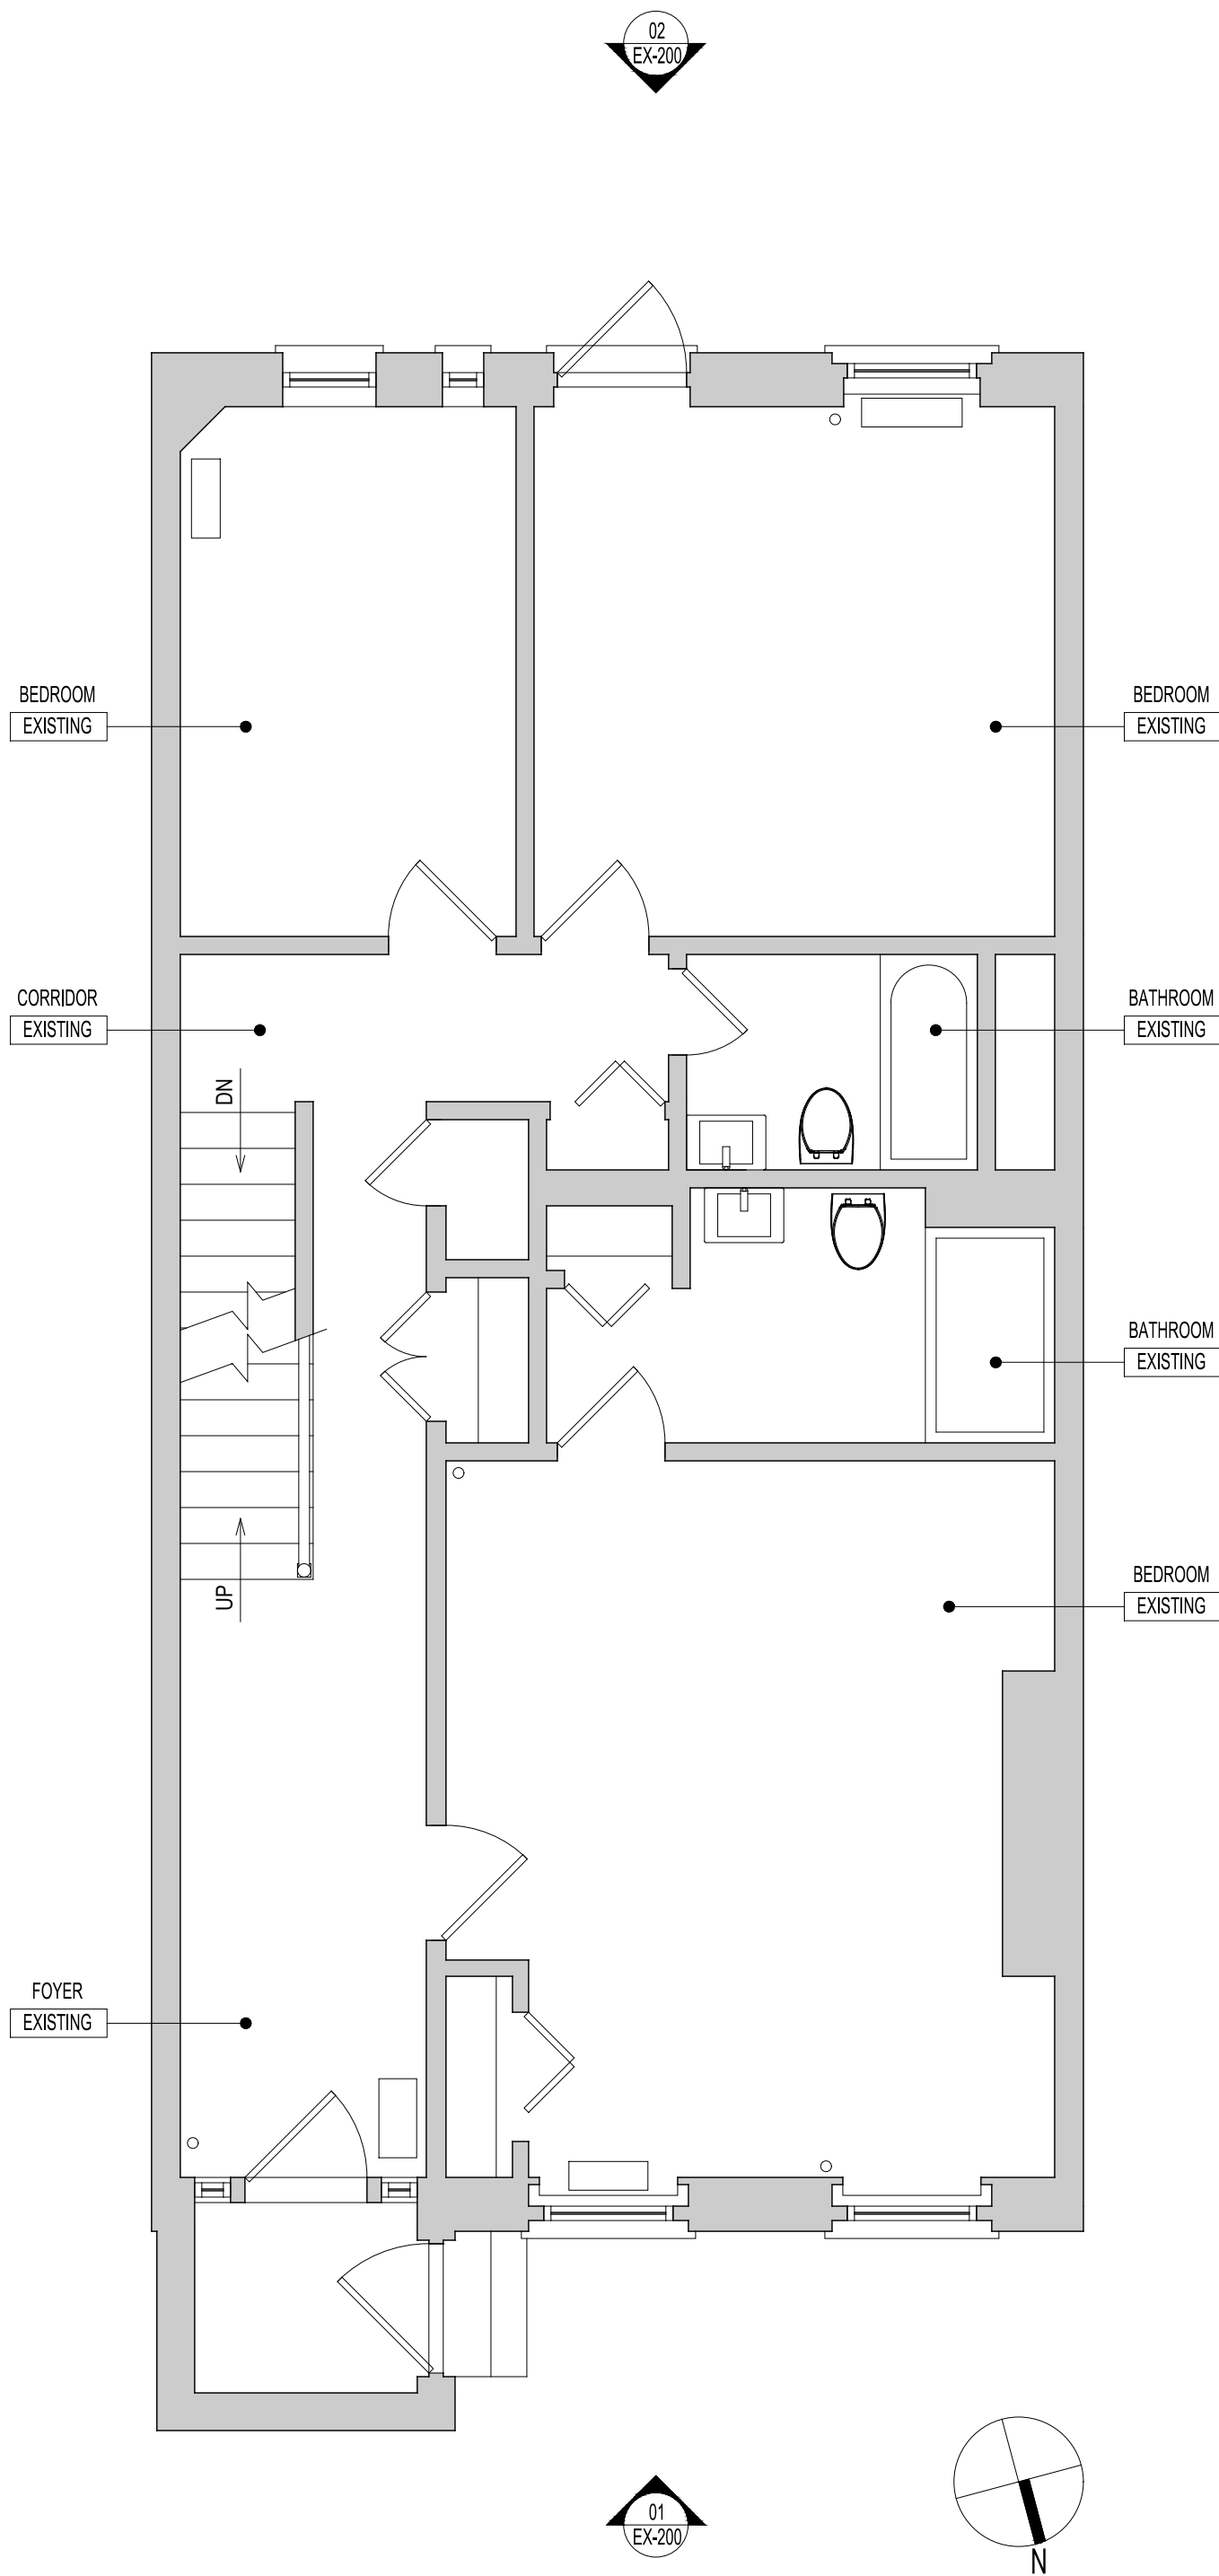 02
EX-200
BEDROOM
EXISTING
BEDROOM
EXISTING
CORRIDOR
EXISTING
BATHROOM
EXISTING
DN
BATHROOM
EXISTING
UP
BEDROOM
EXISTING
FOYER
EXISTING
01
EX-200
N